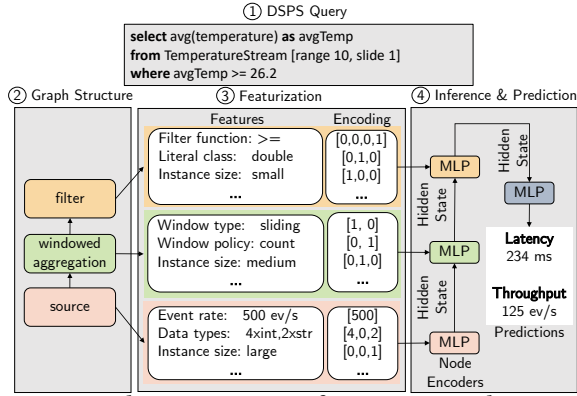 ① DSPS Query
select avg(temperature) as avgTemp
from TemperatureStream [range 10, slide 1]
where avgTemp >= 26.2
② Graph Structure
filter
windowed
aggregation
source
③ Featurization
Features
Encoding
Filter function: >=
[0,0,0,1]
Literal class: double
[0,1,0]
Instance size: small
[1,0,0]
...
...
Window type: sliding
[1, 0]
Window policy: count
[0, 1]
Instance size: medium
[0,1,0]
...
...
Event rate: 500 ev/s
[500]
Data types: 4xint,2xstr
[4,0,2]
Instance size: large
[0,0,1]
...
...
④ Inference & Prediction
MLP
Hidden
State
MLP
Hidden
State
MLP
Hidden
State
MLP
Node
Encoders
Latency
234 ms
Throughput
125 ev/s
Predictions